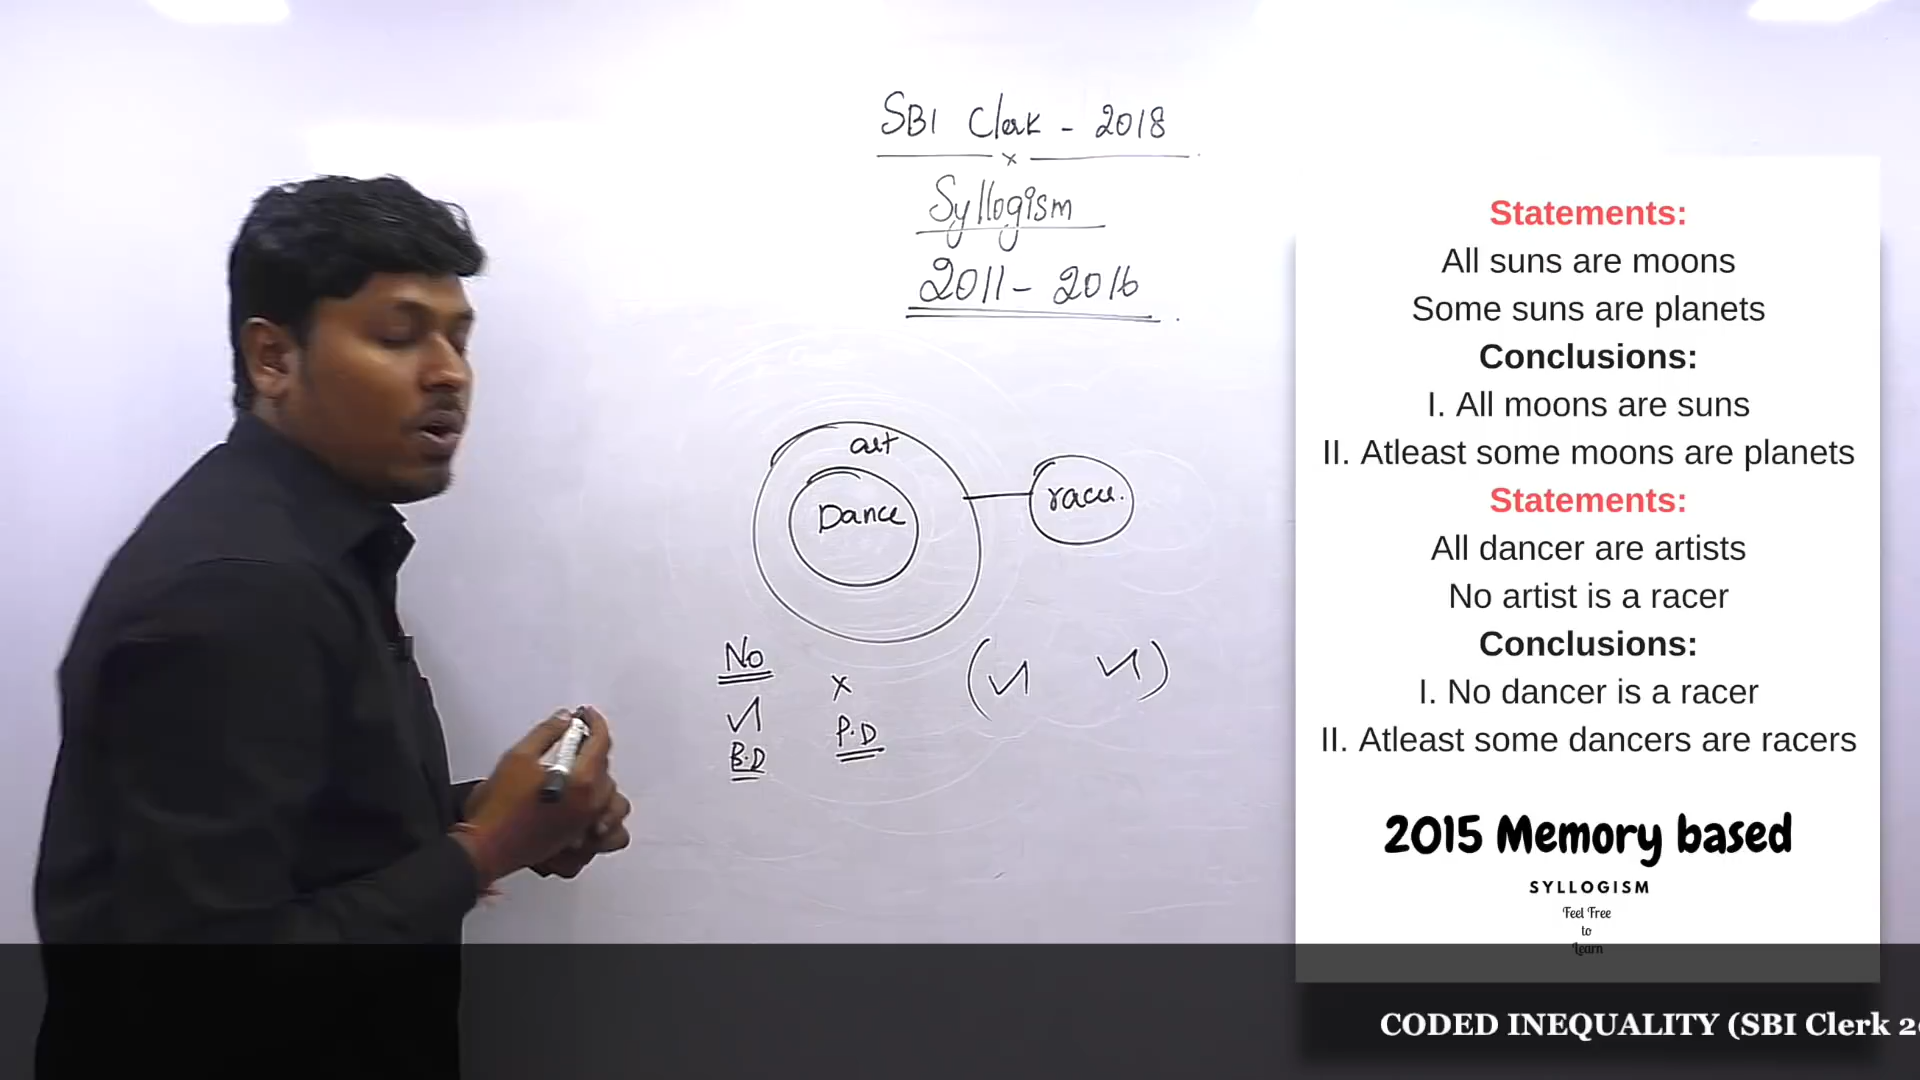 SBI Clerk - 2018
x
Syllogism
2011 - 2016
art
Dance
race.
No
x
B.D
P.D
Statements:
All suns are moons
Some suns are planets
Conclusions:
I. All moons are suns
II. Atleast some moons are planets
Statements:
All dancer are artists
No artist is a racer
Conclusions:
I. No dancer is a racer
II. Atleast some dancers are racers
2015 Memory based
SYLLOGISM
Feel Free
to
Learn
CODED INEQUALITY (SBI Clerk 20